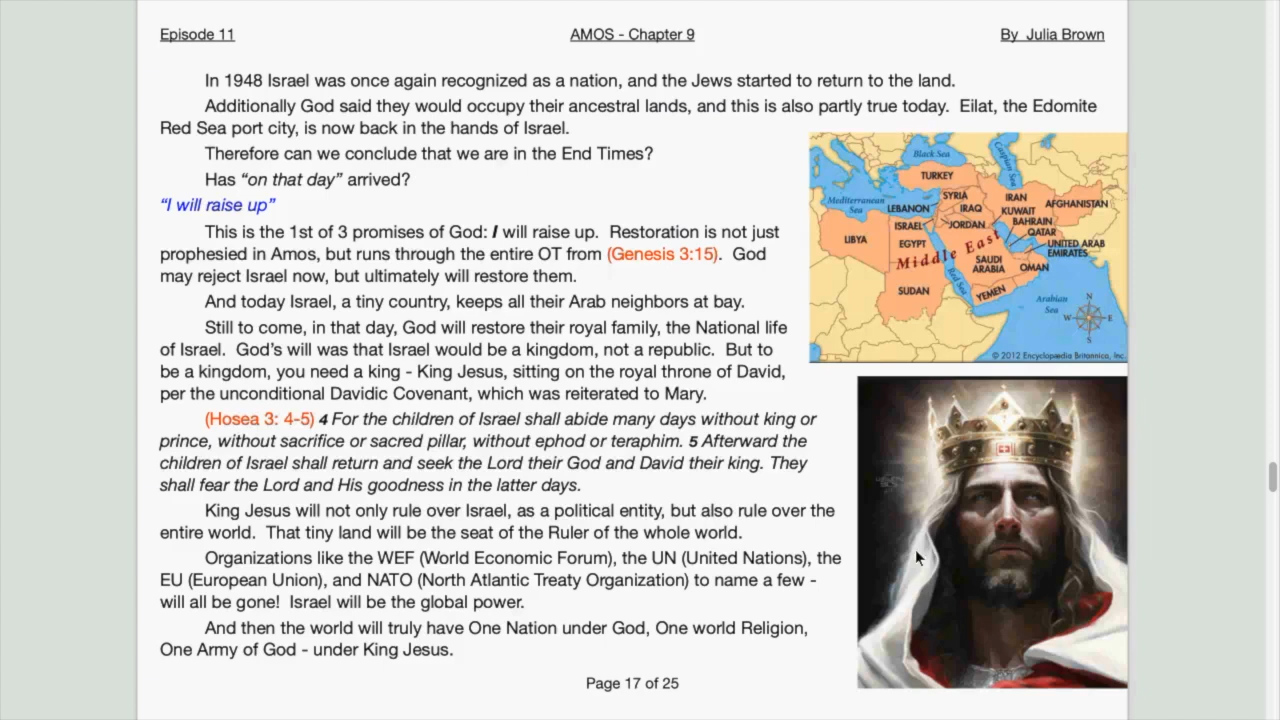 Episode 11
AMOS - Chapter 9
By Julia Brown
In 1948 Israel was once again recognized as a nation, and the Jews started to return to the land.
Additionally God said they would occupy their ancestral lands, and this is also partly true today. Eilat, the Edomite
Red Sea port city, is now back in the hands of Israel.
Therefore can we conclude that we are in the End Times?
Has “on that day” arrived?
“I will raise up”
This is the 1st of 3 promises of God: I will raise up. Restoration is not just
prophesied in Amos, but runs through the entire OT from (Genesis 3:15). God
may reject Israel now, but ultimately will restore them.
And today Israel, a tiny country, keeps all their Arab neighbors at bay.
Still to come, in that day, God will restore their royal family, the National life
of Israel. God’s will was that Israel would be a kingdom, not a republic. But to
be a kingdom, you need a king - King Jesus, sitting on the royal throne of David,
per the unconditional Davidic Covenant, which was reiterated to Mary.
(Hosea 3: 4-5) 4 For the children of Israel shall abide many days without king or
prince, without sacrifice or sacred pillar, without ephod or teraphim. 5 Afterward the
children of Israel shall return and seek the Lord their God and David their king. They
shall fear the Lord and His goodness in the latter days.
King Jesus will not only rule over Israel, as a political entity, but also rule over the
entire world. That tiny land will be the seat of the Ruler of the whole world.
Organizations like the WEF (World Economic Forum), the UN (United Nations), the
EU (European Union), and NATO (North Atlantic Treaty Organization) to name a few -
will all be gone! Israel will be the global power.
And then the world will truly have One Nation under God, One world Religion,
One Army of God - under King Jesus.
Page 17 of 25
Black Sea
Caspian Sea
TURKEY
Mediterranean
Sea
SYRIA
LEBANON
IRAQ
IRAN
AFGHANISTAN
KUWAIT
BAHRAIN
QATAR
ISRAEL
JORDAN
LIBYA
EGYPT
Middle East
UNITED ARAB
EMIRATES
SAUDI
ARABIA
OMAN
Red Sea
SUDAN
YEMEN
Arabian
Sea
N
W
E
S
© 2012 Encyclopædia Britannica, Inc.